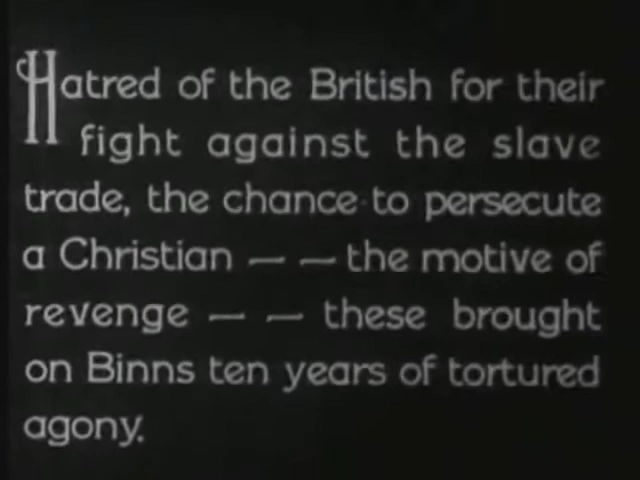 Hatred of the British for their
fight against the slave
trade, the chance to persecute
a Christian — — the motive of
revenge — — these brought
on Binns ten years of tortured
agony.